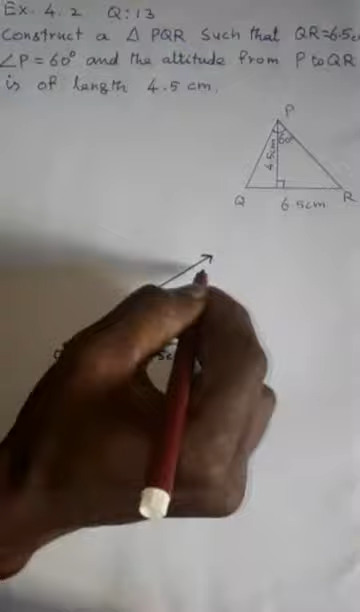 Ex. 4.2 Q:13
Construct a Δ PQR such that QR=6.5c
∠P = 60° and the altitude from P to QR
is of length 4.5 cm.
P
60°
4.5cm
Q
R
6.5cm